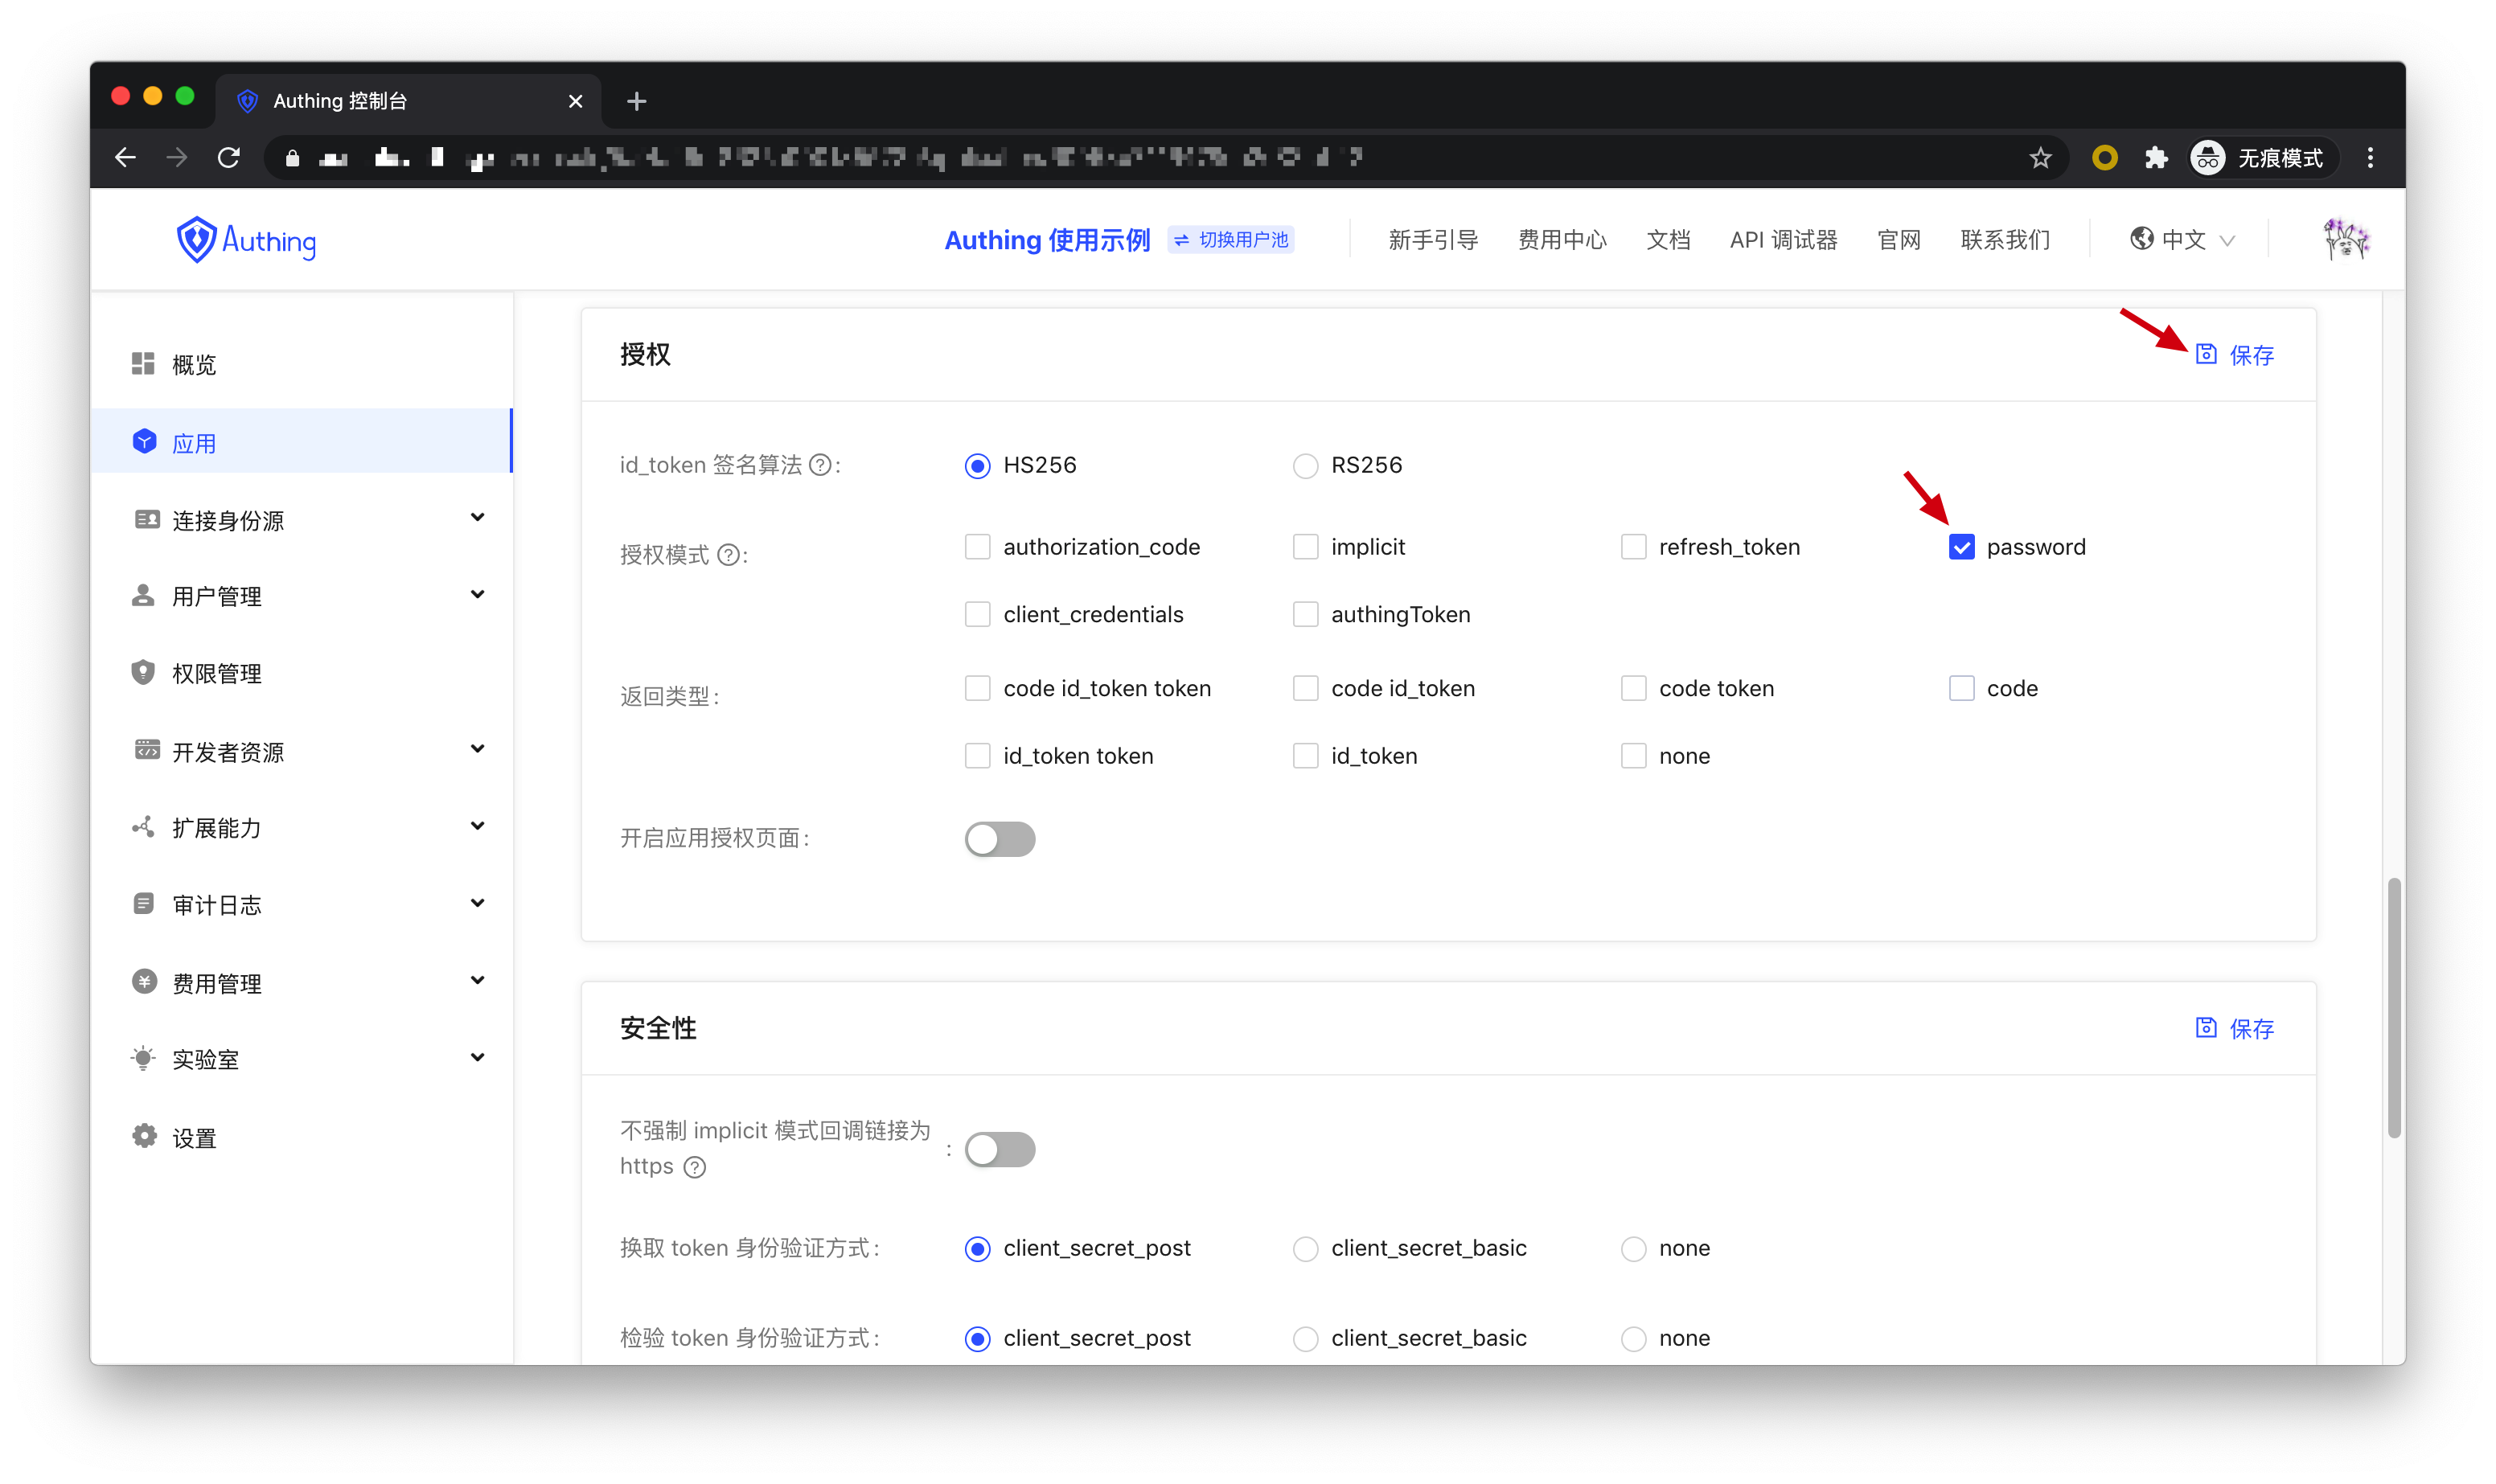 Authing 控制台
无痕模式
Authing
Authing 使用示例
切换用户池
新手引导
费用中心
文档
API 调试器
官网
联系我们
中文
概览
应用
连接身份源
用户管理
权限管理
开发者资源
扩展能力
审计日志
费用管理
实验室
设置
授权
保存
id_token 签名算法 ? :
HS256
RS256
授权模式 ? :
authorization_code
implicit
refresh_token
password
client_credentials
authingToken
返回类型 :
code id_token token
code id_token
code token
code
id_token token
id_token
none
开启应用授权页面 :
安全性
保存
不强制 implicit 模式回调链接为
https ? :
换取 token 身份验证方式 :
client_secret_post
client_secret_basic
none
检验 token 身份验证方式 :
client_secret_post
client_secret_basic
none